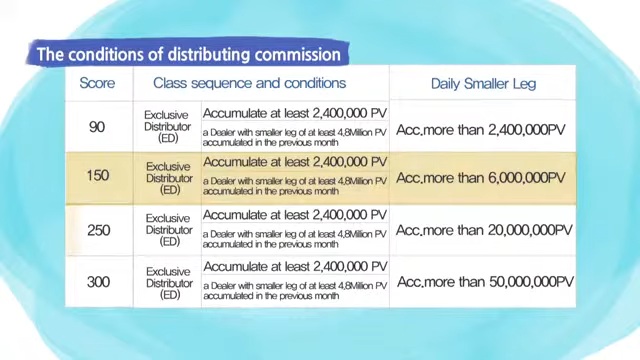 The conditions of distributing commission
Score
Class sequence and conditions
Daily Smaller Leg
90
Exclusive
Distributor
(ED)
Accumulate at least 2,400,000 PV
a Dealer with smaller leg of at least 4,8Million PV
accumulated in the previous month
Acc.more than 2,400,000PV
150
Exclusive
Distributor
(ED)
Accumulate at least 2,400,000 PV
a Dealer with smaller leg of at least 4,8Million PV
accumulated in the previous month
Acc.more than 6,000,000PV
250
Exclusive
Distributor
(ED)
Accumulate at least 2,400,000 PV
a Dealer with smaller leg of at least 4,8Million PV
accumulated in the previous month
Acc.more than 20,000,000PV
300
Exclusive
Distributor
(ED)
Accumulate at least 2,400,000 PV
a Dealer with smaller leg of at least 4,8Million PV
accumulated in the previous month
Acc.more than 50,000,000PV